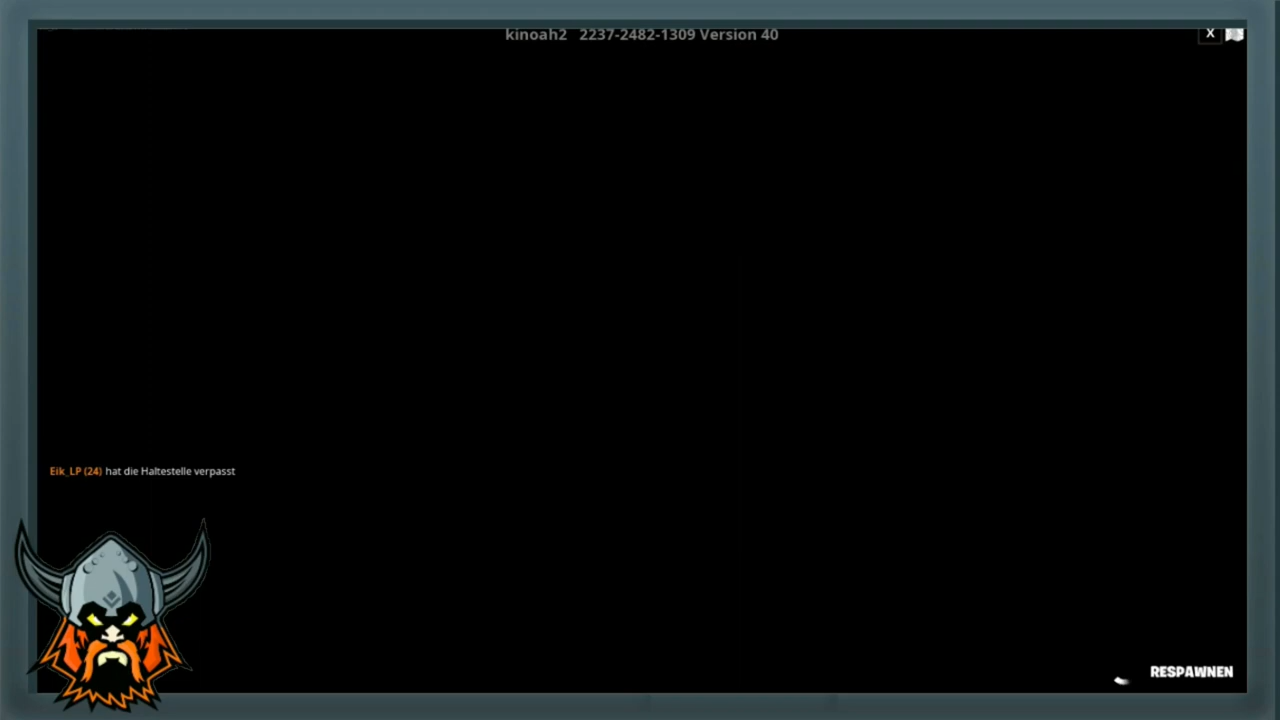 kinoah2 2237-2482-1309 Version 40
X
Eik_LP (24) hat die Haltestelle verpasst
RESPAWNEN